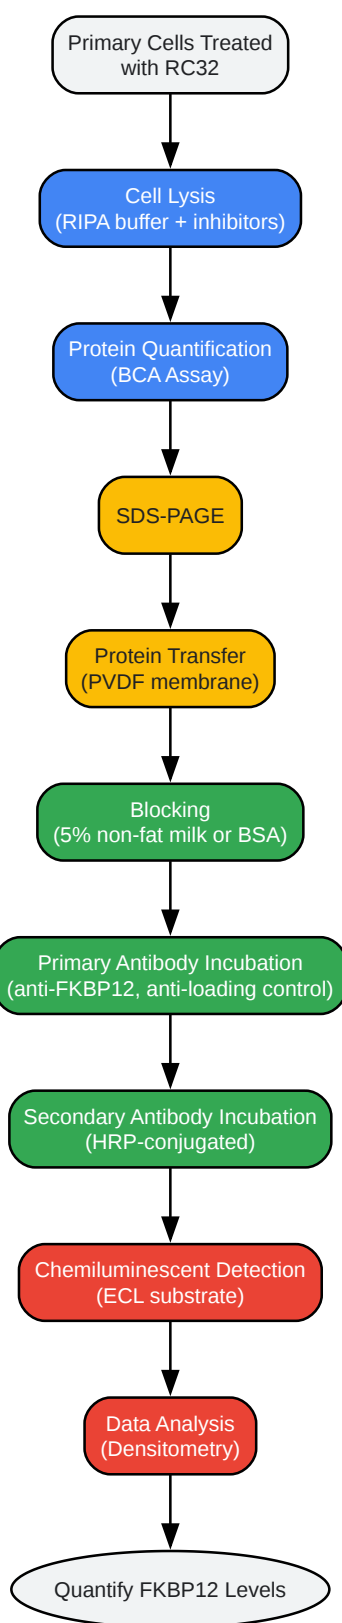 Primary Cells Treated
with RC32
Cell Lysis
(RIPA buffer + inhibitors)
Protein Quantification
(BCA Assay)
SDS-PAGE
Protein Transfer
(PVDF membrane)
Blocking
(5% non-fat milk or BSA)
Primary Antibody Incubation
(anti-FKBP12, anti-loading control)
Secondary Antibody Incubation
(HRP-conjugated)
Chemiluminescent Detection
(ECL substrate)
Data Analysis
(Densitometry)
Quantify FKBP12 Levels